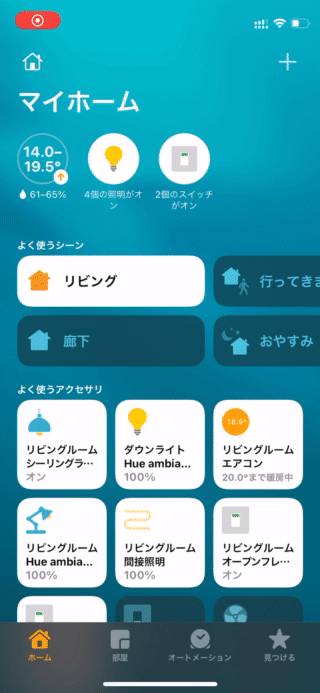 マイホーム
14.0–
19.5°
61–65%
4個の照明がオ
ン
2個のスイッチ
がオン
よく使うシーン
リビング
行ってきま
廊下
おやすみ
よく使うアクセサリ
リビングルーム
シーリングラ…
オン
ダウンライト
Hue ambia...
100%
18.5°
リビングルーム
エアコン
20.0°まで暖房中
リビングルーム
Hue ambia...
100%
リビングルーム
間接照明
100%
リビングルーム
オープンフレ…
オン
ホーム
部屋
オートメーション
見つける